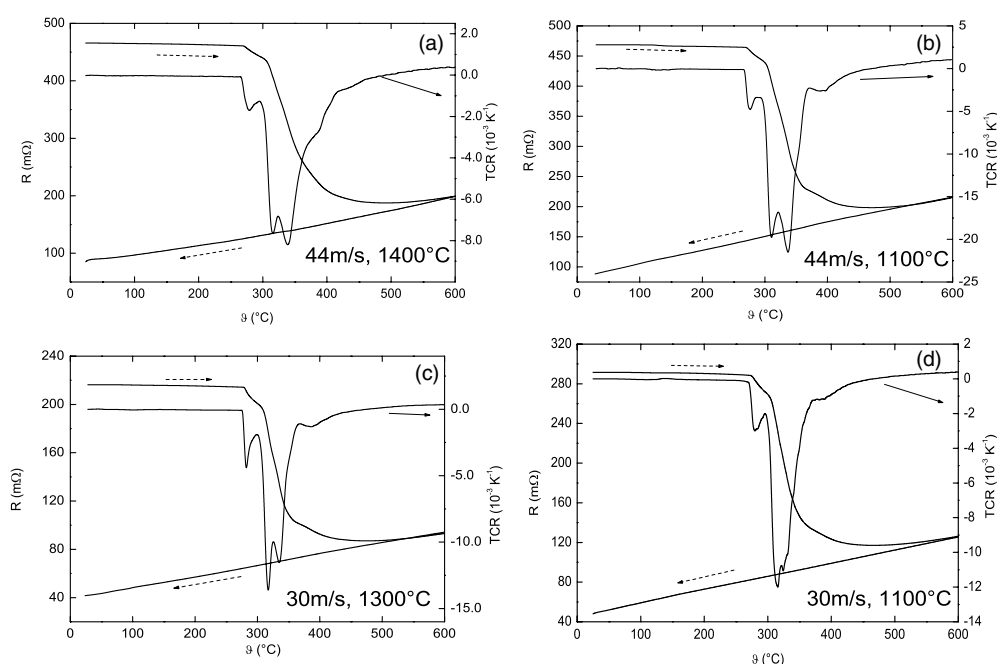 (a)
500
400
300
200
100
R (mΩ)
2.0
0.0
-2.0
-4.0
-6.0
-8.0
TCR (10⁻³ K⁻¹)
44m/s, 1400°C
0 100 200 300 400 500 600
ϑ (°C)
(b)
500
450
400
350
300
250
200
150
100
R (mΩ)
5
0
-5
-10
-15
-20
-25
TCR (10⁻³ K⁻¹)
44m/s, 1100°C
0 100 200 300 400 500 600
ϑ (°C)
(c)
240
200
160
120
80
40
R (mΩ)
0.0
-5.0
-10.0
-15.0
TCR (10⁻³ K⁻¹)
30m/s, 1300°C
0 100 200 300 400 500 600
ϑ (°C)
(d)
320
280
240
200
160
120
80
40
R (mΩ)
2
0
-2
-4
-6
-8
-10
-12
-14
TCR (10⁻³ K⁻¹)
30m/s, 1100°C
0 100 200 300 400 500 600
ϑ (°C)